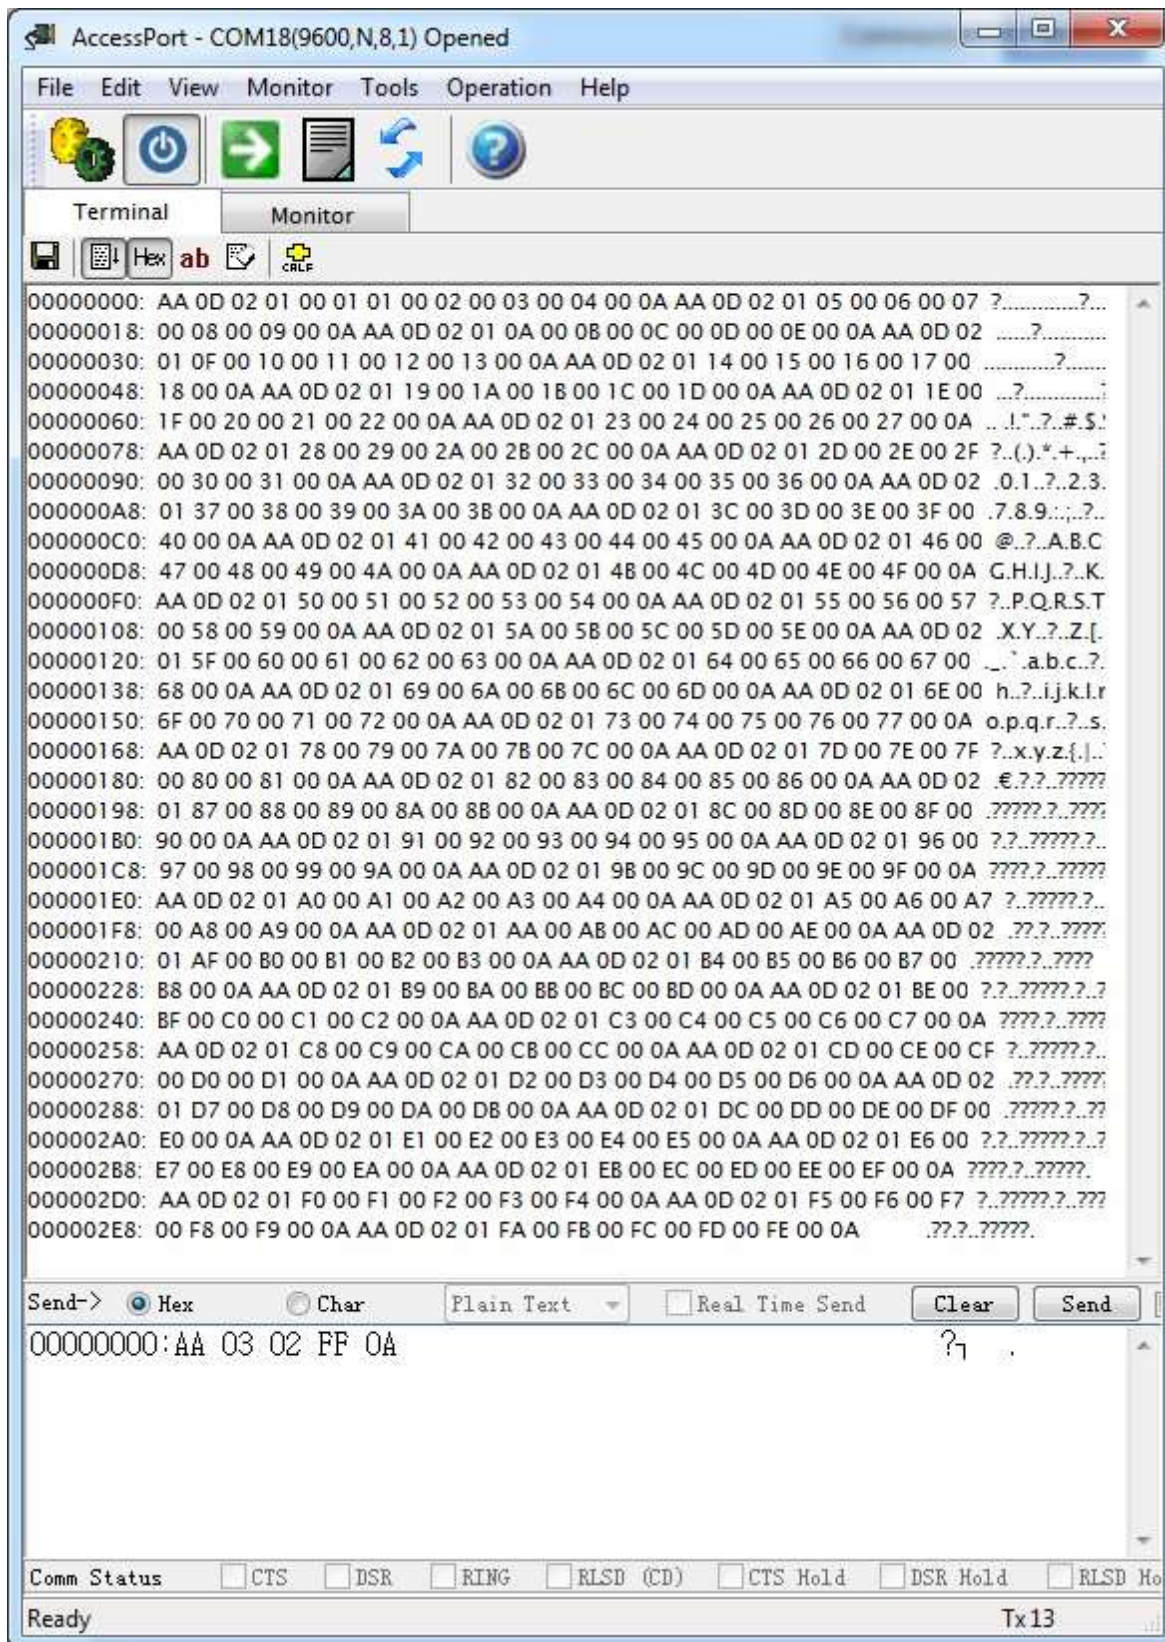 AccessPort - COM18(9600,N,8,1) Opened
File Edit View Monitor Tools Operation Help
Terminal Monitor
Hex ab CRLF
00000000: AA 0D 02 01 00 01 01 00 02 00 03 00 04 00 0A AA 0D 02 01 05 00 06 00 07 ?.............?...
00000018: 00 08 00 09 00 0A AA 0D 02 01 0A 00 0B 00 0C 00 0D 00 0E 00 0A AA 0D 02 ......?...........
00000030: 01 0F 00 10 00 11 00 12 00 13 00 0A AA 0D 02 01 14 00 15 00 16 00 17 00 ............?.......
00000048: 18 00 0A AA 0D 02 01 19 00 1A 00 1B 00 1C 00 1D 00 0A AA 0D 02 01 1E 00 ...?.............
00000060: 1F 00 20 00 21 00 22 00 0A AA 0D 02 01 23 00 24 00 25 00 26 00 27 00 0A .. .!."..?..#.$.
00000078: AA 0D 02 01 28 00 29 00 2A 00 2B 00 2C 00 0A AA 0D 02 01 2D 00 2E 00 2F ?..(.).*.+.,..
00000090: 00 30 00 31 00 0A AA 0D 02 01 32 00 33 00 34 00 35 00 36 00 0A AA 0D 02 .0.1..?..2.3.
000000A8: 01 37 00 38 00 39 00 3A 00 3B 00 0A AA 0D 02 01 3C 00 3D 00 3E 00 3F 00 .7.8.9.:.;..?..
000000C0: 40 00 0A AA 0D 02 01 41 00 42 00 43 00 44 00 45 00 0A AA 0D 02 01 46 00 @..?..A.B.C
000000D8: 47 00 48 00 49 00 4A 00 0A AA 0D 02 01 4B 00 4C 00 4D 00 4E 00 4F 00 0A G.H.I.J..?..K.
000000F0: AA 0D 02 01 50 00 51 00 52 00 53 00 54 00 0A AA 0D 02 01 55 00 56 00 57 ?..P.Q.R.S.T
00000108: 00 58 00 59 00 0A AA 0D 02 01 5A 00 5B 00 5C 00 5D 00 5E 00 0A AA 0D 02 .X.Y..?..Z.[.
00000120: 01 5F 00 60 00 61 00 62 00 63 00 0A AA 0D 02 01 64 00 65 00 66 00 67 00 ._.`.a.b.c..?.
00000138: 68 00 0A AA 0D 02 01 69 00 6A 00 6B 00 6C 00 6D 00 0A AA 0D 02 01 6E 00 h..?..i.j.k.l.
00000150: 6F 00 70 00 71 00 72 00 0A AA 0D 02 01 73 00 74 00 75 00 76 00 77 00 0A o.p.q.r..?..s.
00000168: AA 0D 02 01 78 00 79 00 7A 00 7B 00 7C 00 0A AA 0D 02 01 7D 00 7E 00 7F ?..x.y.z.{.|..
00000180: 00 80 00 81 00 0A AA 0D 02 01 82 00 83 00 84 00 85 00 86 00 0A AA 0D 02 .€.?.?..?????
00000198: 01 87 00 88 00 89 00 8A 00 8B 00 0A AA 0D 02 01 8C 00 8D 00 8E 00 8F 00 .?????.?..????
000001B0: 90 00 0A AA 0D 02 01 91 00 92 00 93 00 94 00 95 00 0A AA 0D 02 01 96 00 ?.?..?????.?..
000001C8: 97 00 98 00 99 00 9A 00 0A AA 0D 02 01 9B 00 9C 00 9D 00 9E 00 9F 00 0A ????.?..?????
000001E0: AA 0D 02 01 A0 00 A1 00 A2 00 A3 00 A4 00 0A AA 0D 02 01 A5 00 A6 00 A7 ?..?????.?..
000001F8: 00 A8 00 A9 00 0A AA 0D 02 01 AA 00 AB 00 AC 00 AD 00 AE 00 0A AA 0D 02 .??.?..?????
00000210: 01 AF 00 B0 00 B1 00 B2 00 B3 00 0A AA 0D 02 01 B4 00 B5 00 B6 00 B7 00 .?????.?..????
00000228: B8 00 0A AA 0D 02 01 B9 00 BA 00 BB 00 BC 00 BD 00 0A AA 0D 02 01 BE 00 ?.?..?????.?..?
00000240: BF 00 C0 00 C1 00 C2 00 0A AA 0D 02 01 C3 00 C4 00 C5 00 C6 00 C7 00 0A ????.?..????
00000258: AA 0D 02 01 C8 00 C9 00 CA 00 CB 00 CC 00 0A AA 0D 02 01 CD 00 CE 00 CF ?..?????.?..
00000270: 00 D0 00 D1 00 0A AA 0D 02 01 D2 00 D3 00 D4 00 D5 00 D6 00 0A AA 0D 02 .??.?..????
00000288: 01 D7 00 D8 00 D9 00 DA 00 DB 00 0A AA 0D 02 01 DC 00 DD 00 DE 00 DF 00 .?????.?..??
000002A0: E0 00 0A AA 0D 02 01 E1 00 E2 00 E3 00 E4 00 E5 00 0A AA 0D 02 01 E6 00 ?.?..?????.?..?
000002B8: E7 00 E8 00 E9 00 EA 00 0A AA 0D 02 01 EB 00 EC 00 ED 00 EE 00 EF 00 0A ????.?..?????.
000002D0: AA 0D 02 01 F0 00 F1 00 F2 00 F3 00 F4 00 0A AA 0D 02 01 F5 00 F6 00 F7 ?..?????.?..???
000002E8: 00 F8 00 F9 00 0A AA 0D 02 01 FA 00 FB 00 FC 00 FD 00 FE 00 0A .??.?..?????.
Send-> Hex Char Plain Text Real Time Send Clear Send
00000000:AA 03 02 FF 0A ?┐ .
Comm Status CTS DSR RING RLSD (CD) CTS Hold DSR Hold RLSD Ho
Ready Tx 13